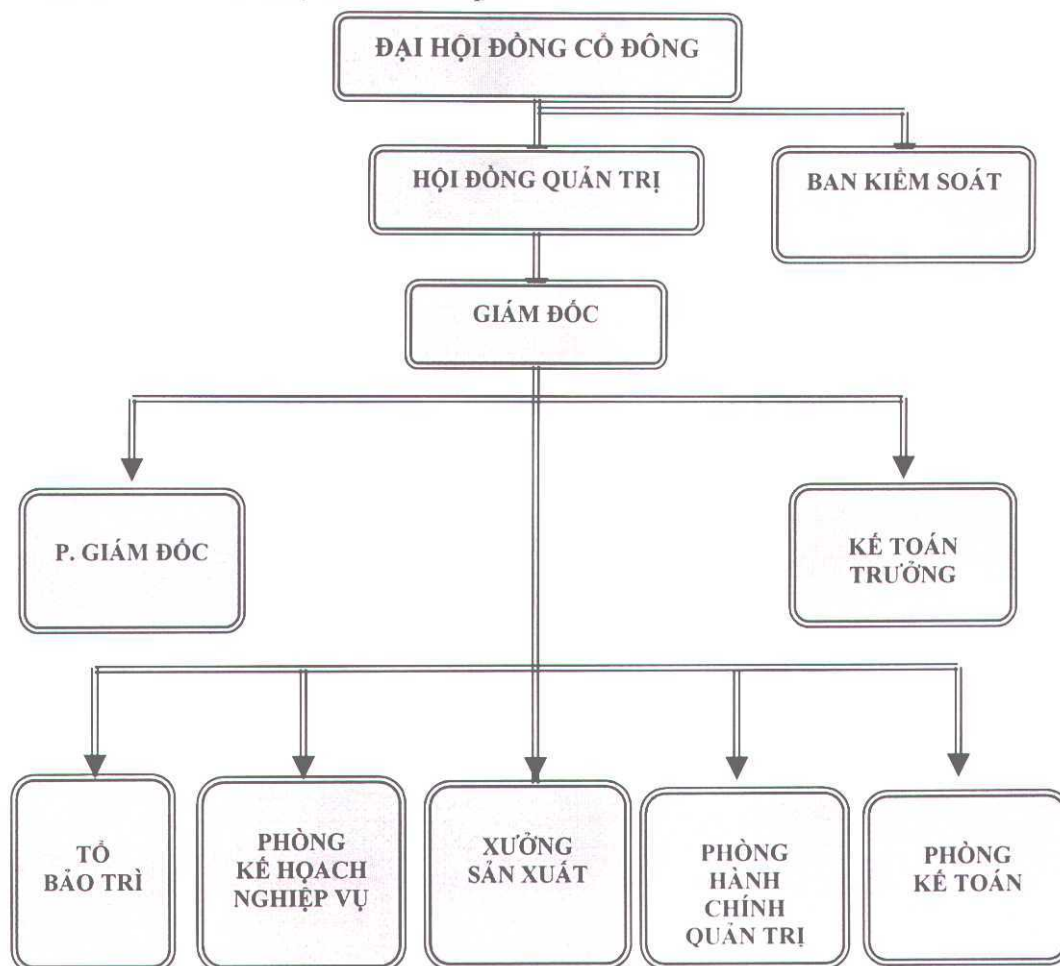 ĐẠI HỘI ĐỒNG CỔ ĐÔNG
HỘI ĐỒNG QUẢN TRỊ
BAN KIỂM SOÁT
GIÁM ĐỐC
P. GIÁM ĐỐC
KẾ TOÁN
TRƯỞNG
TỔ
BẢO TRÌ
PHÒNG
KẾ HỌACH
NGHIỆP VỤ
XƯỞNG
SẢN XUẤT
PHÒNG
HÀNH
CHÍNH
QUẢN TRỊ
PHÒNG
KẾ TOÁN